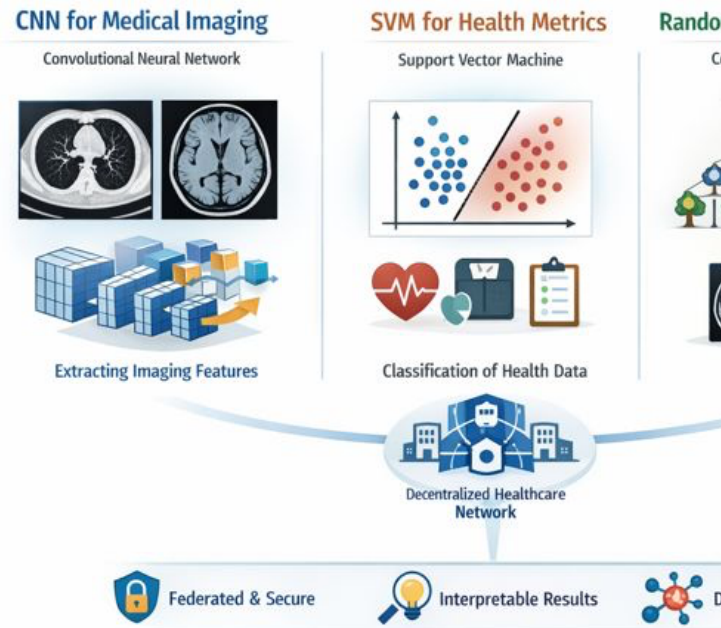 CNN for Medical Imaging
Convolutional Neural Network
Extracting Imaging Features
SVM for Health Metrics
Support Vector Machine
Classification of Health Data
Decentralized Healthcare
Network
Federated & Secure
Interpretable Results